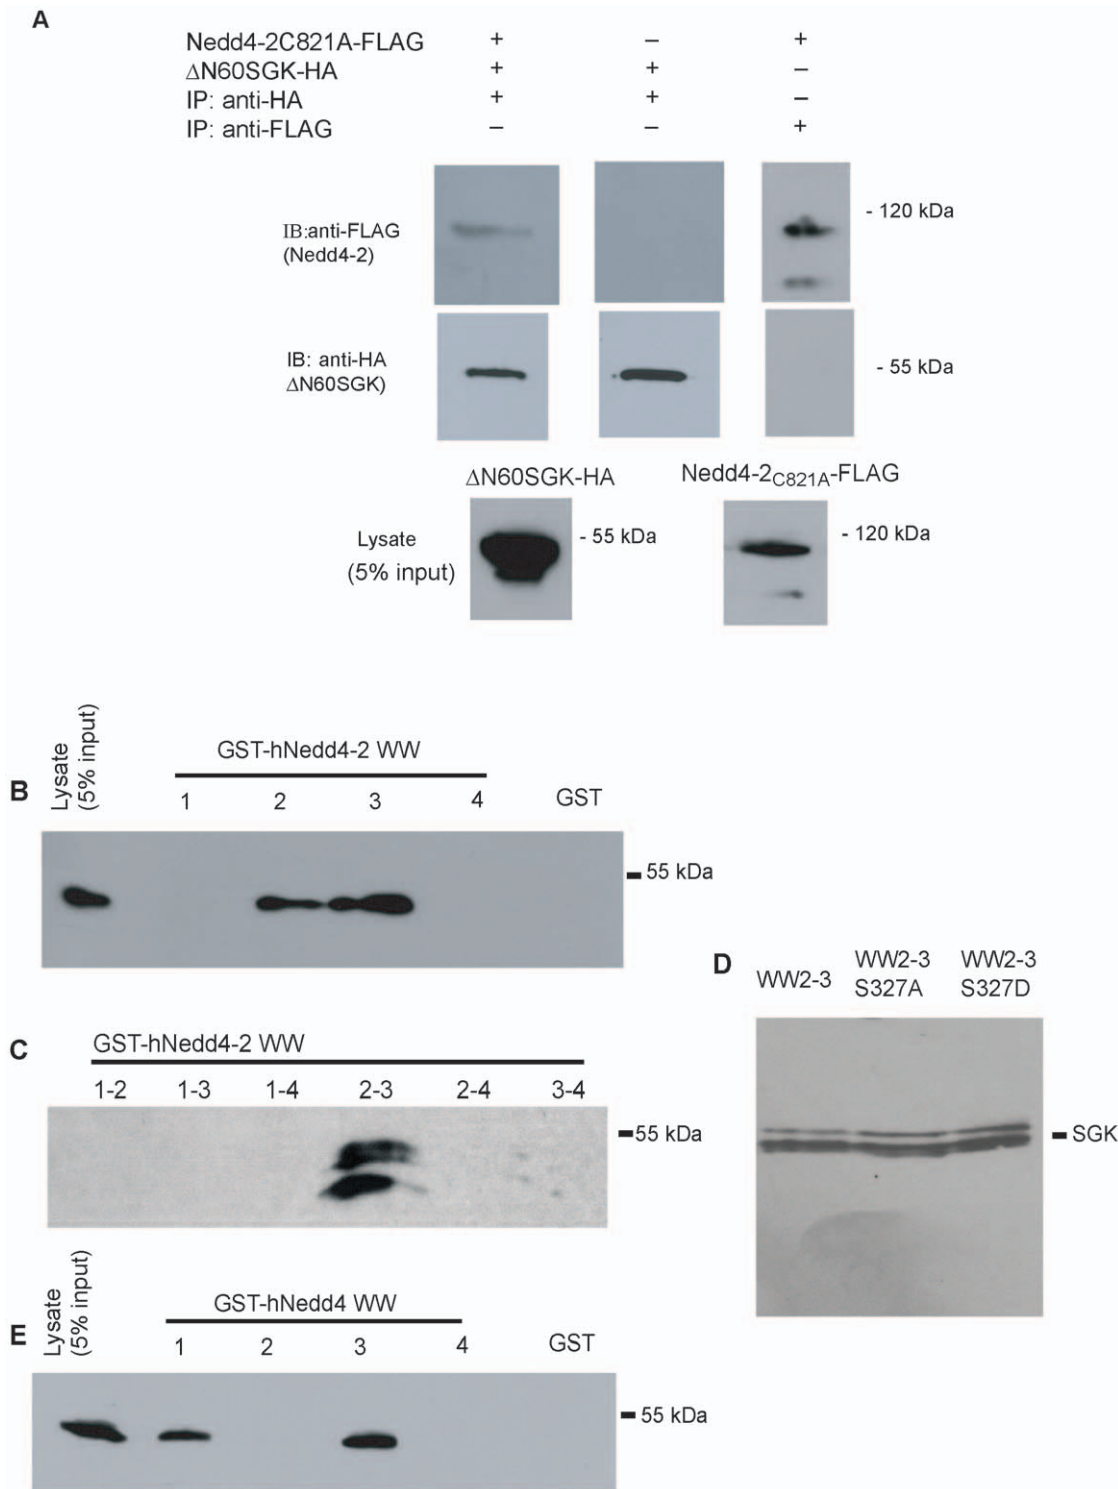 A
Nedd4-2C821A-FLAG + – +
ΔN60SGK-HA + + –
IP: anti-HA + + –
IP: anti-FLAG – – +
IB:anti-FLAG
(Nedd4-2)
- 120 kDa
IB: anti-HA
ΔN60SGK)
- 55 kDa
ΔN60SGK-HA
Nedd4-2C821A-FLAG
Lysate
(5% input)
- 55 kDa
- 120 kDa
B
Lysate
(5% input)
GST-hNedd4-2 WW
1 2 3 4 GST
55 kDa
C
GST-hNedd4-2 WW
1-2 1-3 1-4 2-3 2-4 3-4
55 kDa
D
WW2-3
WW2-3
S327A
WW2-3
S327D
SGK
E
Lysate
(5% input)
GST-hNedd4 WW
1 2 3 4 GST
55 kDa